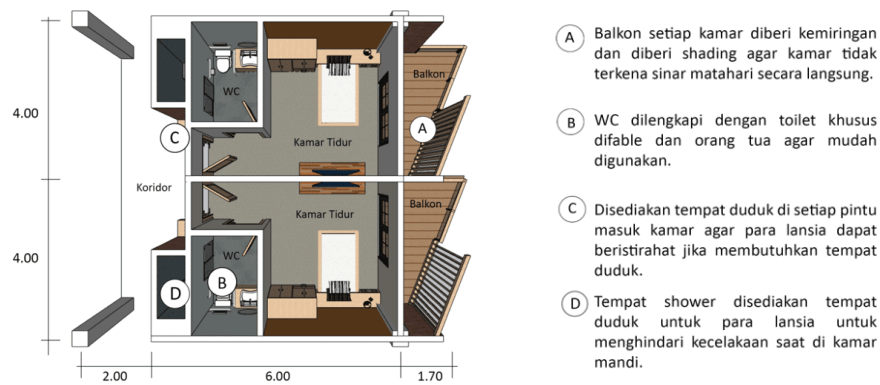 4.00
4.00
2.00
6.00
1.70
Koridor
WC
Kamar Tidur
Balkon
A
C
Kamar Tidur
Balkon
WC
B
D
A
Balkon setiap kamar diberi kemiringan
dan diberi shading agar kamar tidak
terkena sinar matahari secara langsung.
B
WC dilengkapi dengan toilet khusus
difable dan orang tua agar mudah
digunakan.
C
Disediakan tempat duduk di setiap pintu
masuk kamar agar para lansia dapat
beristirahat jika membutuhkan tempat
duduk.
D
Tempat shower disediakan tempat
duduk untuk para lansia untuk
menghindari kecelakaan saat di kamar
mandi.